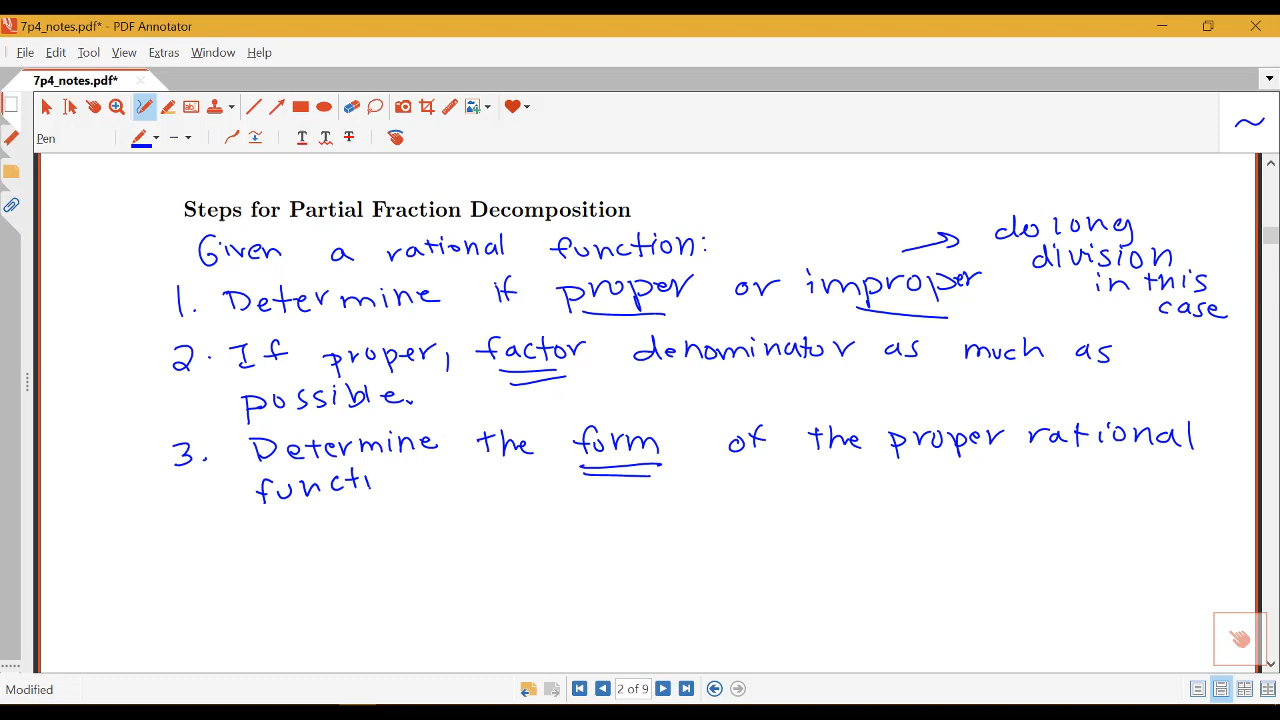 7p4_notes.pdf* - PDF Annotator
File Edit Tool View Extras Window Help
7p4_notes.pdf*
Pen
Steps for Partial Fraction Decomposition
Given a rational function:
1. Determine if proper or improper
do long
division
in this
case
2. If proper, factor denominator as much as
possible.
3. Determine the form of the proper rational
functi
Modified
2 of 9